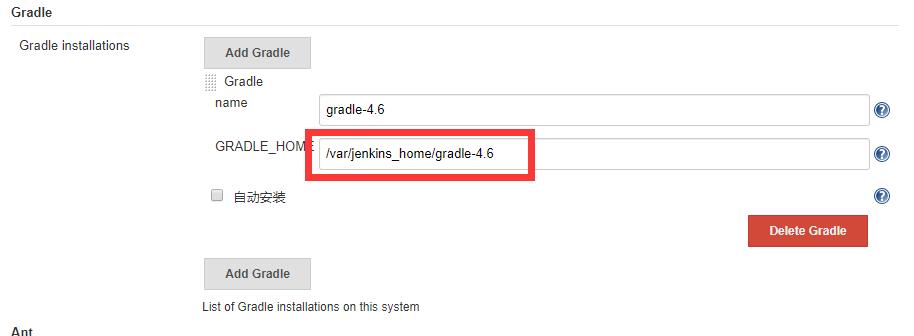 Gradle
Gradle installations
Add Gradle
Gradle
name
gradle-4.6
GRADLE_HOME
/var/jenkins_home/gradle-4.6
自动安装
Delete Gradle
Add Gradle
List of Gradle installations on this system
Ant